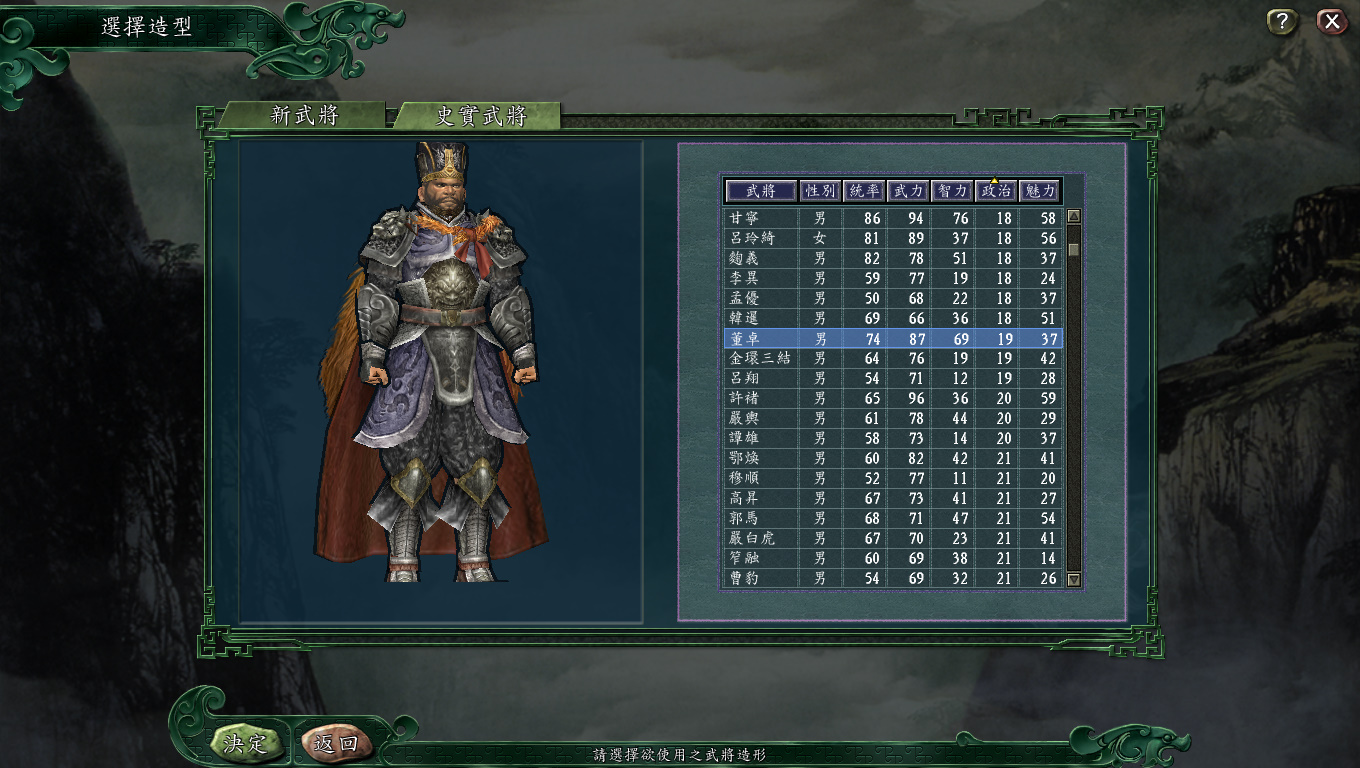 選擇造型
?
X
新武將 史實武將
武將 性別 統率 武力 智力 政治 魅力
甘寧 男 86 94 76 18 58
呂玲綺 女 81 89 37 18 56
麴義 男 82 78 51 18 37
李異 男 59 77 19 18 24
孟優 男 50 68 22 18 37
韓暹 男 69 66 36 18 51
董卓 男 74 87 69 19 37
金環三結 男 64 76 19 19 42
呂翔 男 54 71 12 19 28
許褚 男 65 96 36 20 59
嚴輿 男 61 78 44 20 29
譚雄 男 58 73 14 20 37
鄂煥 男 60 82 42 21 41
穆順 男 52 77 11 21 20
高昇 男 67 73 41 21 27
郭馬 男 68 71 47 21 54
嚴白虎 男 67 70 23 21 41
笮融 男 60 69 38 21 14
曹豹 男 54 69 32 21 26
決定 返回
請選擇欲使用之武將造形